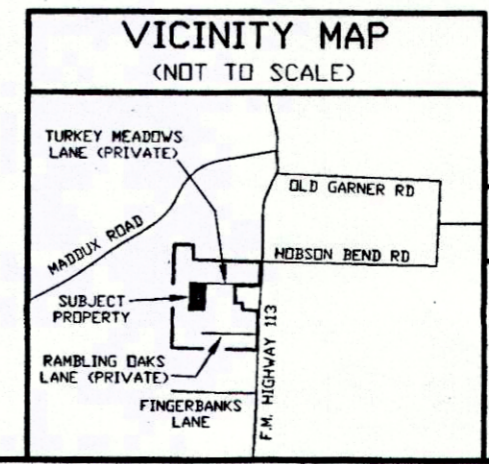 VICINITY MAP
(NOT TO SCALE)
TURKEY MEADOWS
LANE (PRIVATE)
OLD GARNER RD
MADDUX ROAD
HOBSON BEND RD
SUBJECT
PROPERTY
F.M. HIGHWAY 113
RAMBLING OAKS
LANE (PRIVATE)
FINGERBANKS
LANE